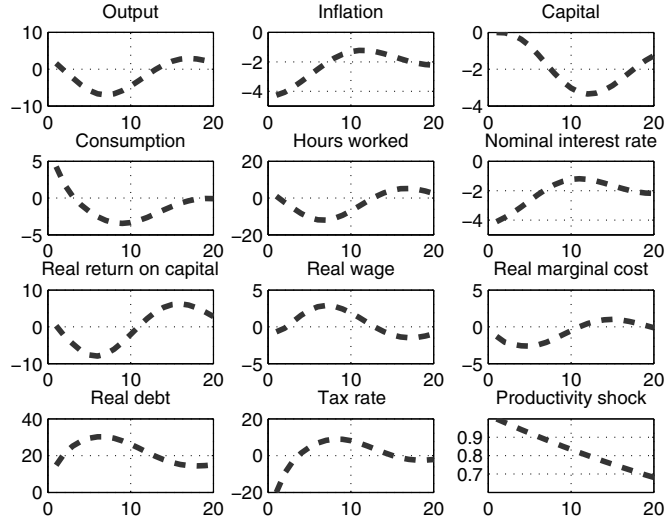 Output Inflation Capital
10 0 0
0 −2 −2
−10 −4 −4
0 10 20 0 10 20 0 10 20
Consumption Hours worked Nominal interest rate
5 20 0
0 0 −2
−5 −20 −4
0 10 20 0 10 20 0 10 20
Real return on capital Real wage Real marginal cost
10 5 5
0 0 0
−10 −5 −5
0 10 20 0 10 20 0 10 20
Real debt Tax rate Productivity shock
40 20 0.9
20 0 0.8
0 −20 0.7
0 10 20 0 10 20 0 10 20